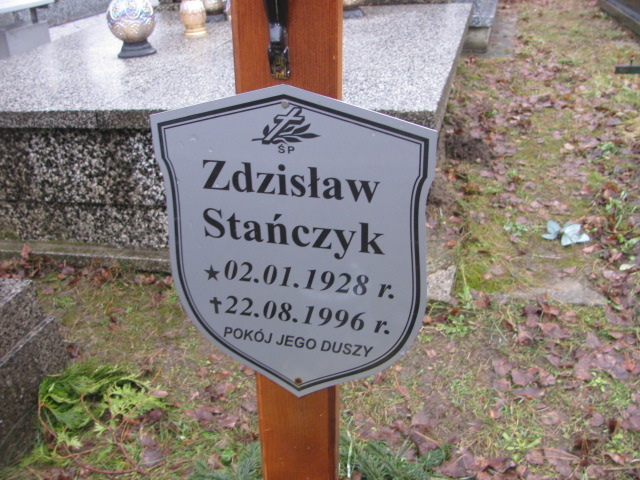 ŚP
Zdzisław
Stańczyk
★02.01.1928 r.
✝22.08.1996 r.
POKÓJ JEGO DUSZY